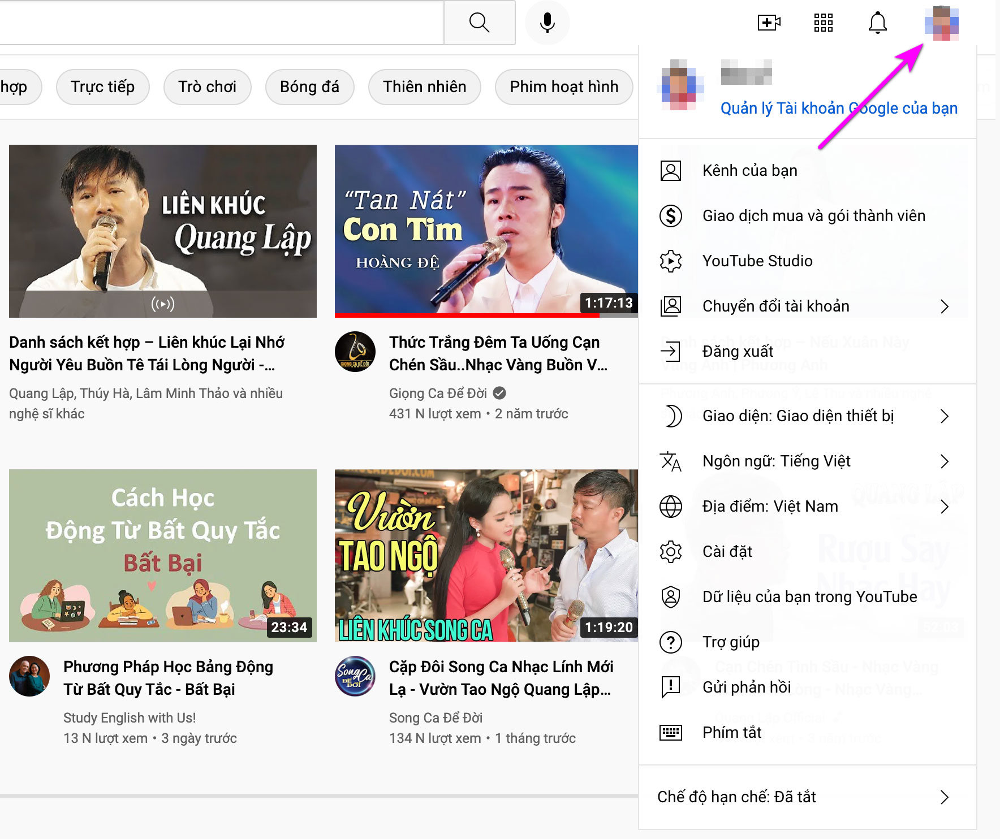 hợp
Trực tiếp
Trò chơi
Bóng đá
Thiên nhiên
Phim hoạt hình
LIÊN KHÚC
Quang Lập
"Tan Nát"
Con Tim
HOÀNG ĐỆ
1:17:13
Danh sách kết hợp – Liên khúc Lại Nhớ
Người Yêu Buồn Tê Tái Lòng Người -...
Quang Lập, Thúy Hà, Lâm Minh Thảo và nhiều
nghệ sĩ khác
GIỌNG CA ĐỂ ĐỜI
Thức Trắng Đêm Ta Uống Cạn
Chén Sầu..Nhạc Vàng Buồn V...
Giọng Ca Để Đời
431 N lượt xem • 2 năm trước
Cách Học
Động Từ Bất Quy Tắc
Bất Bại
23:34
Vườn
TAO NGỘ
LIÊN KHÚC SONG CA
1:19:20
Phương Pháp Học Bảng Động
Từ Bất Quy Tắc - Bất Bại
Study English with Us!
13 N lượt xem • 3 ngày trước
Song Ca
ĐỂ ĐỜI
Cặp Đôi Song Ca Nhạc Lính Mới
Lạ - Vườn Tao Ngộ Quang Lập...
Song Ca Để Đời
134 N lượt xem • 1 tháng trước
Quản lý Tài khoản Google của bạn
Kênh của bạn
Giao dịch mua và gói thành viên
YouTube Studio
Chuyển đổi tài khoản
Đăng xuất
Giao diện: Giao diện thiết bị
Ngôn ngữ: Tiếng Việt
Địa điểm: Việt Nam
Cài đặt
Dữ liệu của bạn trong YouTube
Trợ giúp
Gửi phản hồi
Phím tắt
Chế độ hạn chế: Đã tắt